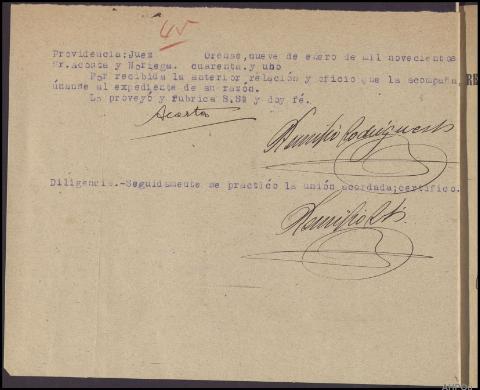 45
Providencia:Juez Orense,nueve de enero de mil novecientos
Sr.Acosta y Noriega. cuarenta.y uno
Por recibida la anterior relación y oficio que la acompaña,
únanse al expediente de su razón.
Lo proveyó y rubrica S.Sª y doy fé.
Acosta
Remigio Rodriguez
Diligencia.-Seguidamente se practicó la unión acordada;certifico.
Remigio